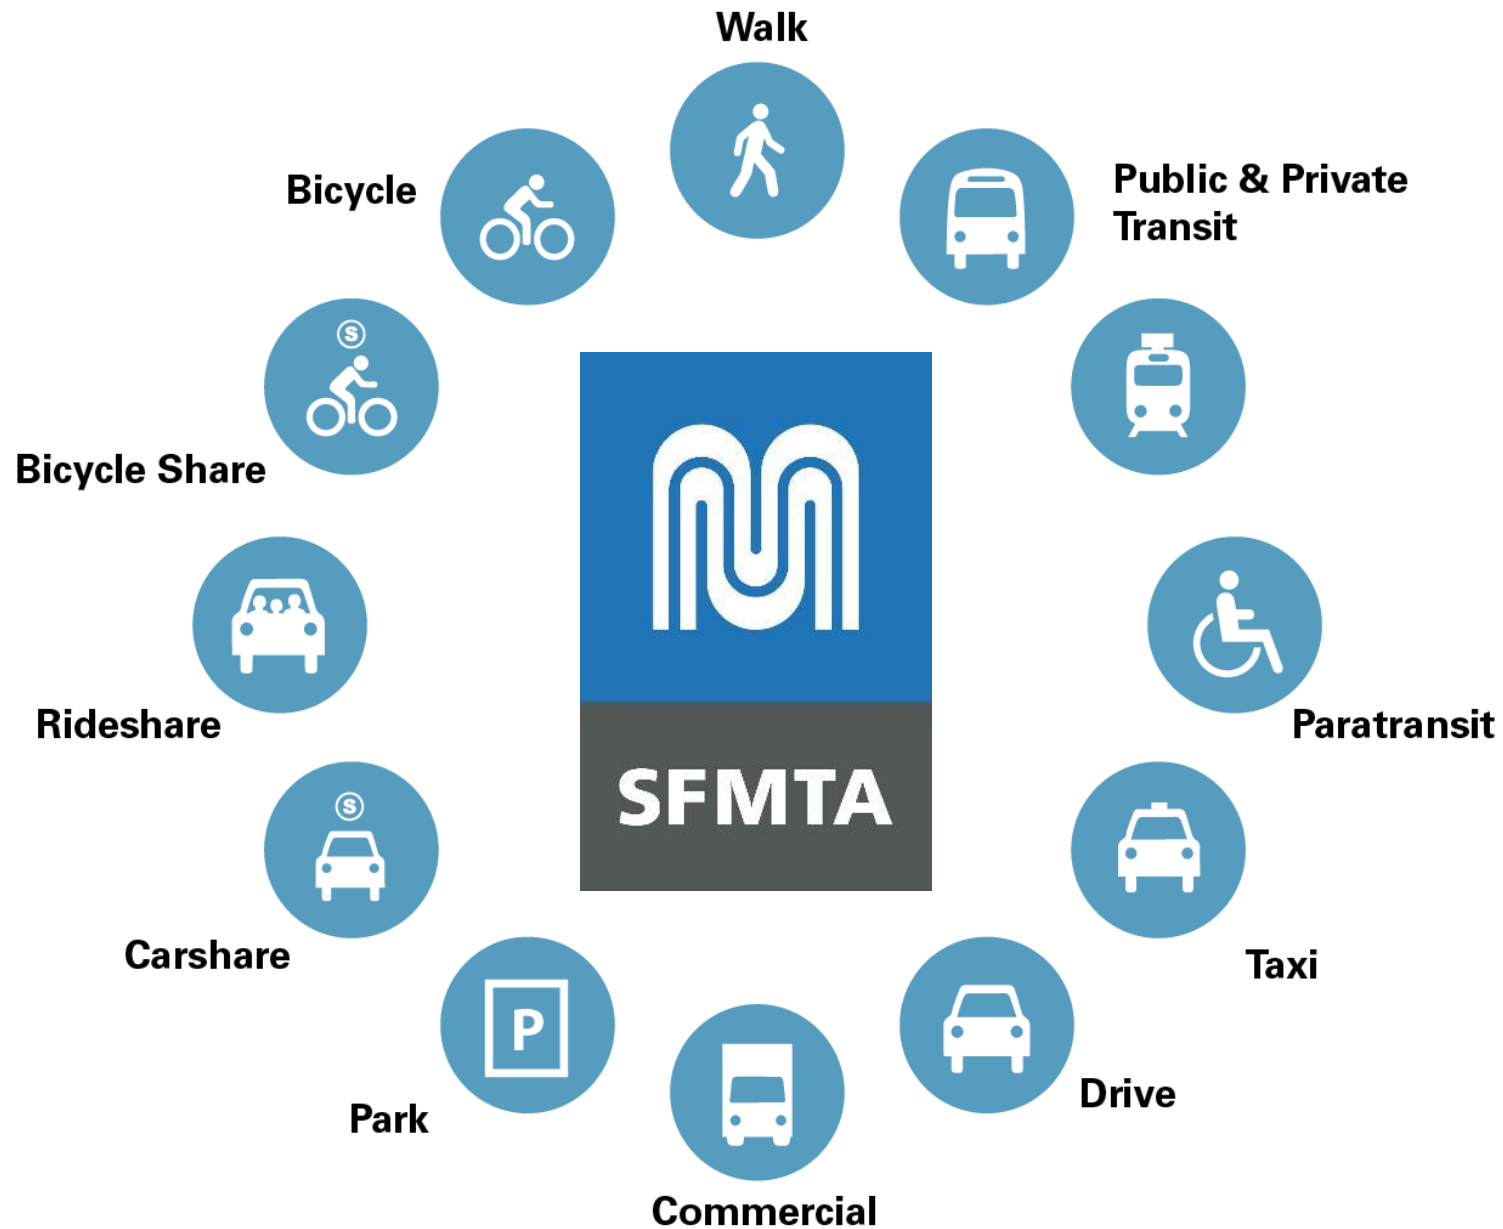 Walk
Bicycle
Public & Private
Transit
S
Bicycle Share
Rideshare
Paratransit
SFMTA
S
Carshare
Taxi
P
Park
Drive
Commercial